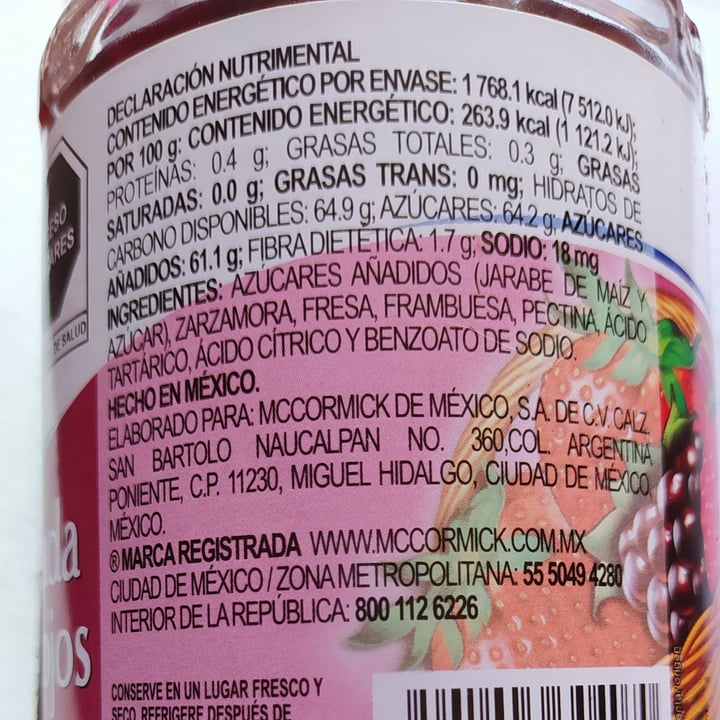 DECLARACIÓN NUTRIMENTAL
CONTENIDO ENERGÉTICO POR ENVASE: 1 768.1 kcal (7 512.0 kJ);
POR 100 g: CONTENIDO ENERGÉTICO: 263.9 kcal (1 121.2 kJ);
PROTEÍNAS: 0.4 g; GRASAS TOTALES: 0.3 g; GRASAS
SATURADAS: 0.0 g; GRASAS TRANS: 0 mg; HIDRATOS DE
CARBONO DISPONIBLES: 64.9 g; AZÚCARES: 64.2 g; AZÚCARES
AÑADIDOS: 61.1 g; FIBRA DIETÉTICA: 1.7 g; SODIO: 18 mg
INGREDIENTES: AZÚCARES AÑADIDOS (JARABE DE MAÍZ Y
AZÚCAR), ZARZAMORA, FRESA, FRAMBUESA, PECTINA, ÁCIDO
TARTÁRICO, ÁCIDO CÍTRICO Y BENZOATO DE SODIO.
HECHO EN MÉXICO.
ELABORADO PARA: MCCORMICK DE MÉXICO, S.A. DE C.V. CALZ.
SAN BARTOLO NAUCALPAN NO. 360,COL. ARGENTINA
PONIENTE, C.P. 11230, MIGUEL HIDALGO, CIUDAD DE MÉXICO,
MÉXICO.
® MARCA REGISTRADA WWW.MCCORMICK.COM.MX
CIUDAD DE MÉXICO / ZONA METROPOLITANA: 55 5049 4280
INTERIOR DE LA REPÚBLICA: 800 112 6226
CONSERVE EN UN LUGAR FRESCO Y
SECO. REFRIGERE DESPUÉS DE
ESO
ARES
DE SALUD